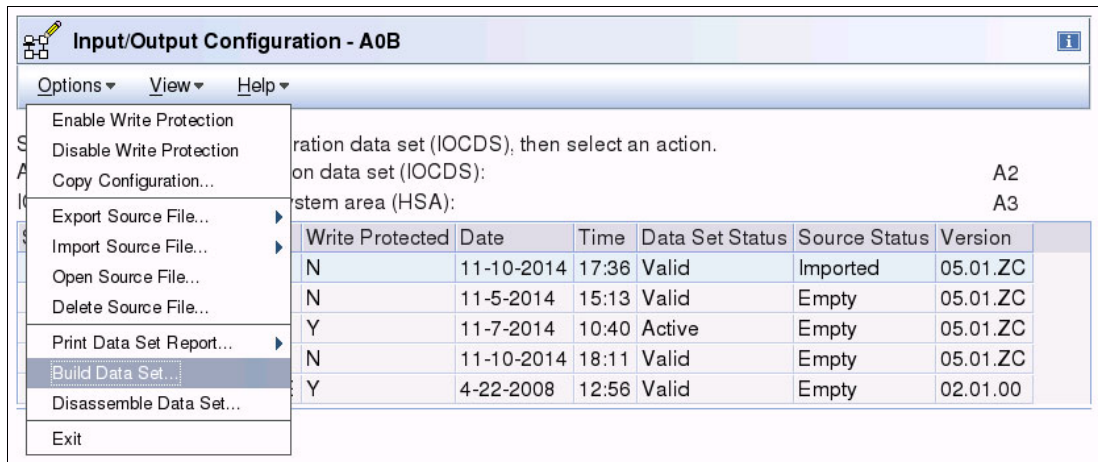 Input/Output Configuration - A0B
i
Options View Help
Enable Write Protection
Disable Write Protection
Copy Configuration...
Export Source File...
Import Source File...
Open Source File...
Delete Source File...
Print Data Set Report...
Build Data Set...
Disassemble Data Set...
Exit
ration data set (IOCDS), then select an action.
on data set (IOCDS): A2
stem area (HSA): A3
Write Protected Date Time Data Set Status Source Status Version
N 11-10-2014 17:36 Valid Imported 05.01.ZC
N 11-5-2014 15:13 Valid Empty 05.01.ZC
Y 11-7-2014 10:40 Active Empty 05.01.ZC
N 11-10-2014 18:11 Valid Empty 05.01.ZC
Y 4-22-2008 12:56 Valid Empty 02.01.00